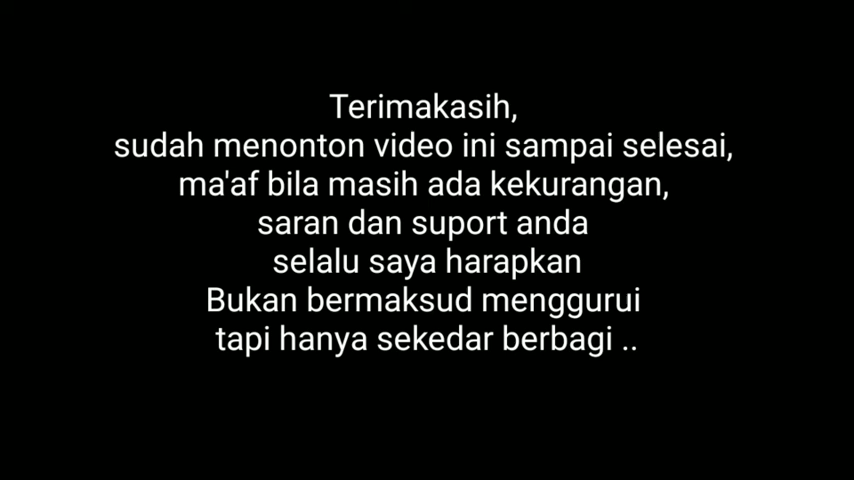 Terimakasih,
sudah menonton video ini sampai selesai,
ma'af bila masih ada kekurangan,
saran dan suport anda
selalu saya harapkan
Bukan bermaksud menggurui
tapi hanya sekedar berbagi ..